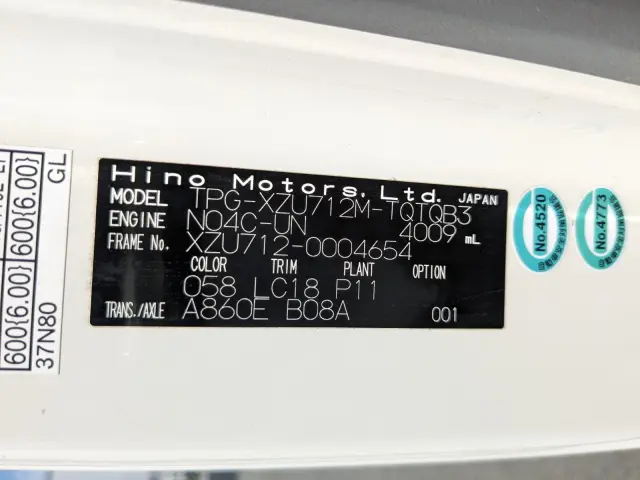 Hino Motors, Ltd. JAPAN
MODEL TPG-XZU712M-TQTQB3
ENGINE N04C-UN 4009 mL
FRAME No. XZU712-0004654
COLOR TRIM PLANT OPTION
058 LC18 P11
TRANS./AXLE A860E B08A 001
No.4520
No.4773
600{6.00} 600{6.00}
37N80 GL